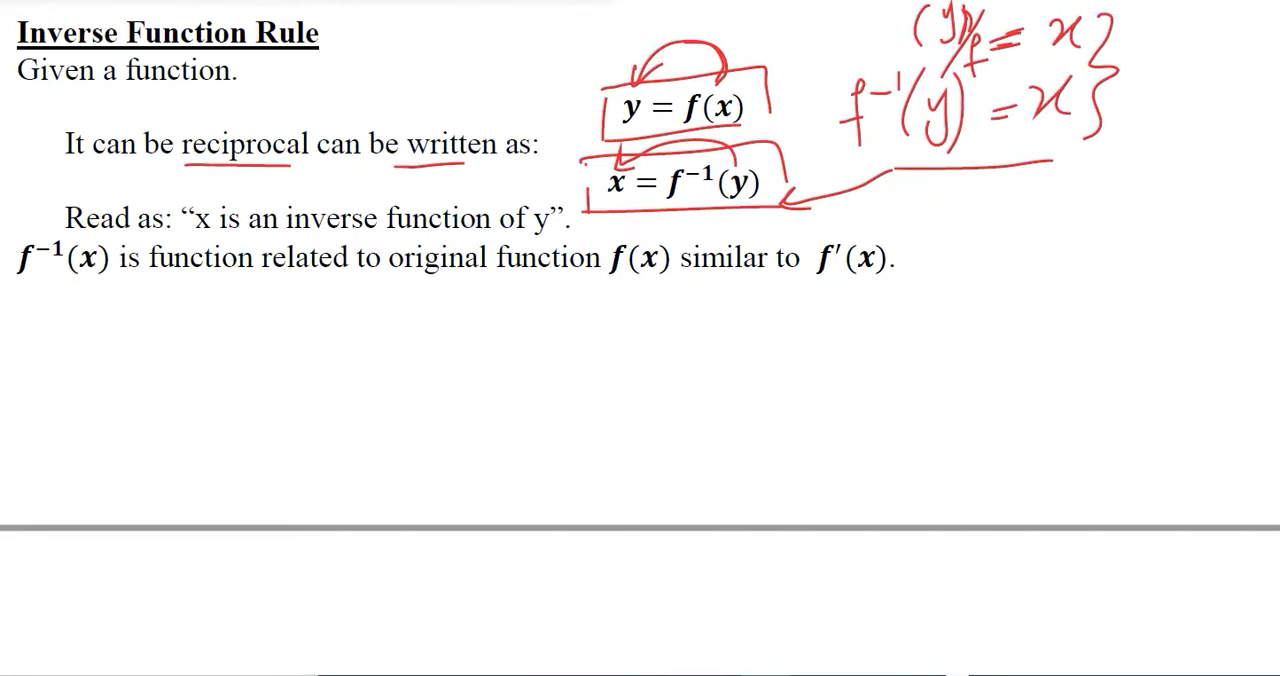 Inverse Function Rule
Given a function.
y = f(x)
It can be reciprocal can be written as:
x = f⁻¹(y)
Read as: “x is an inverse function of y”.
f⁻¹(x) is function related to original function f(x) similar to f′(x).
(y)/f = x
f⁻¹(y) = x